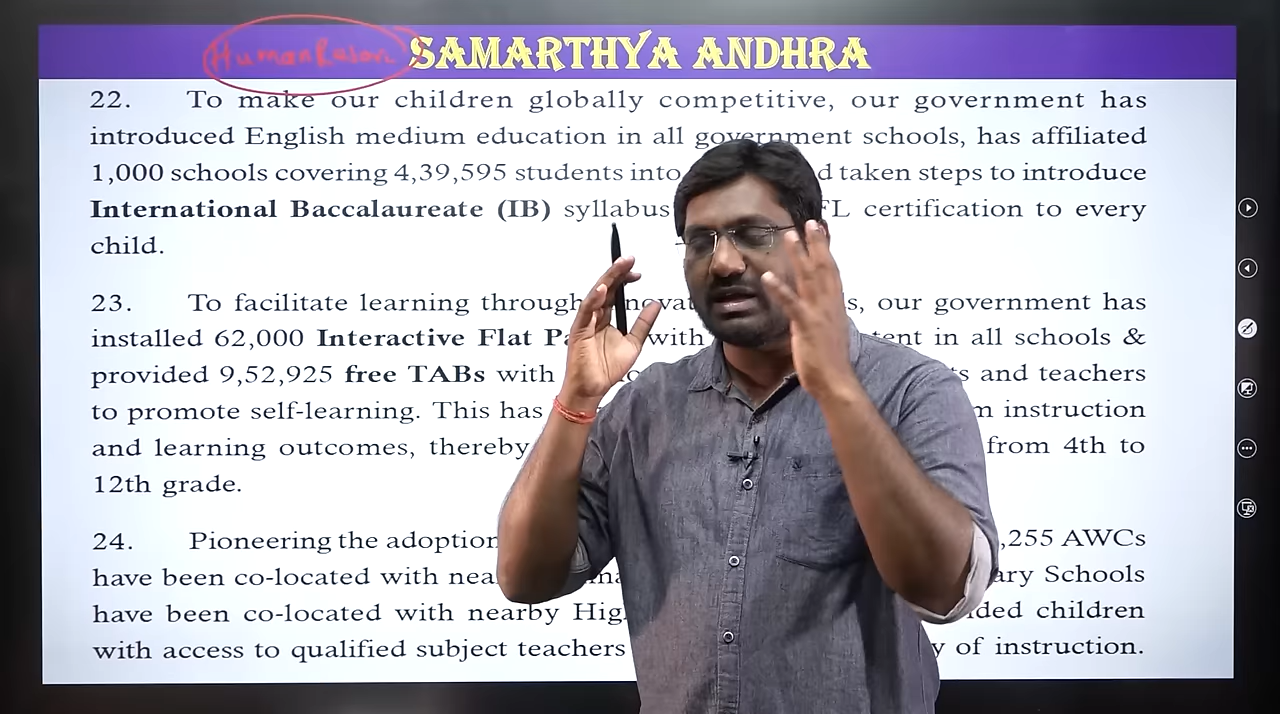 SAMARTHYA ANDHRA
22. To make our children globally competitive, our government has
introduced English medium education in all government schools, has affiliated
1,000 schools covering 4,39,595 students into taken steps to introduce
International Baccalaureate (IB) syllabus certification to every
child.
23. To facilitate learning through our government has
installed 62,000 Interactive Flat with in all schools &
provided 9,52,925 free TABs with and teachers
to promote self-learning. This has instruction
and learning outcomes, thereby from 4th to
12th grade.
24. Pioneering the adoption ,255 AWCs
have been co-located with Schools
have been co-located with nearby children
with access to qualified subject teachers of instruction.